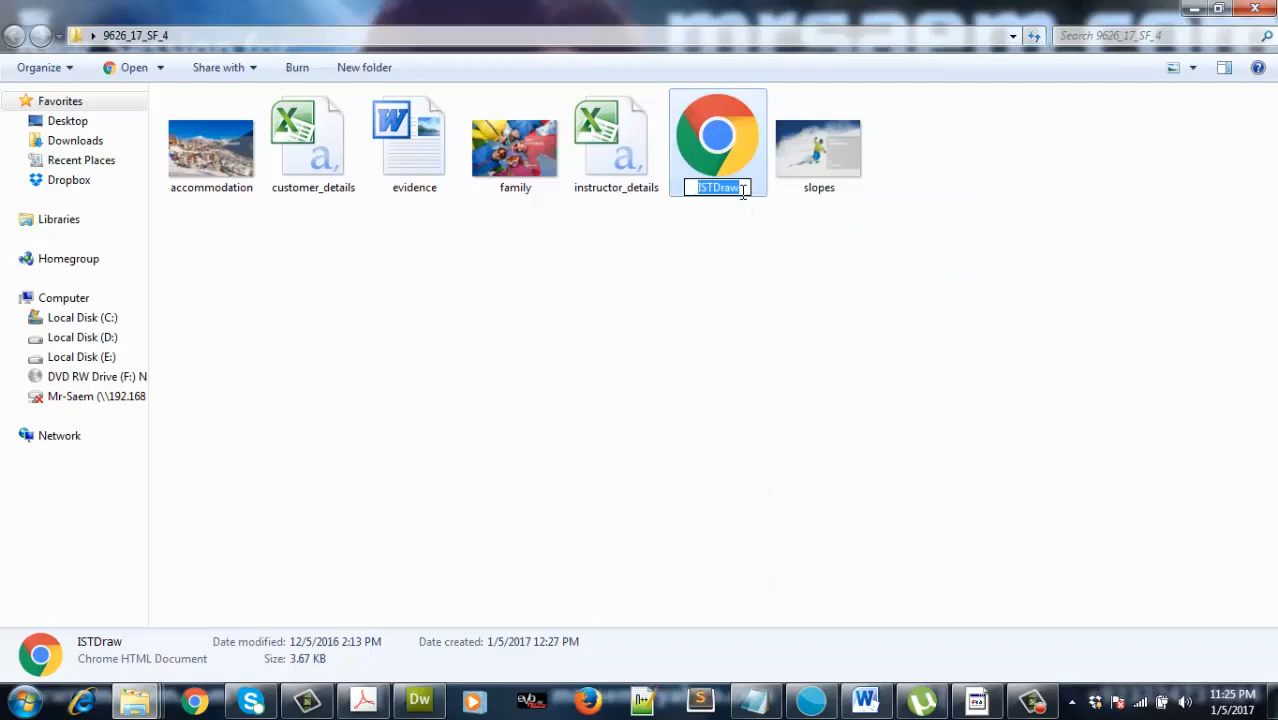 mrsaem.com
9626_17_SF_4
Search 9626_17_SF_4
Organize Open Share with Burn New folder
Favorites
Desktop
Downloads
Recent Places
Dropbox
Libraries
Homegroup
Computer
Local Disk (C:)
Local Disk (D:)
Local Disk (E:)
DVD RW Drive (F:) N
Mr-Saem (\\192.168
Network
accommodation
customer_details
evidence
family
instructor_details
ISTDraw
slopes
ISTDraw Date modified: 12/5/2016 2:13 PM Date created: 1/5/2017 12:27 PM
Chrome HTML Document Size: 3.67 KB
11:25 PM
1/5/2017